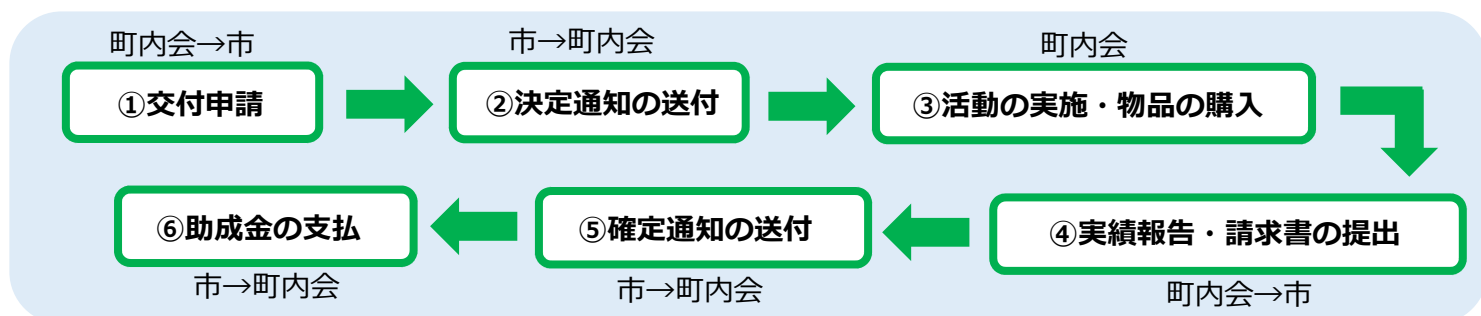 町内会→市
①交付申請
市→町内会
②決定通知の送付
町内会
③活動の実施・物品の購入
④実績報告・請求書の提出
町内会→市
⑤確定通知の送付
市→町内会
⑥助成金の支払
市→町内会